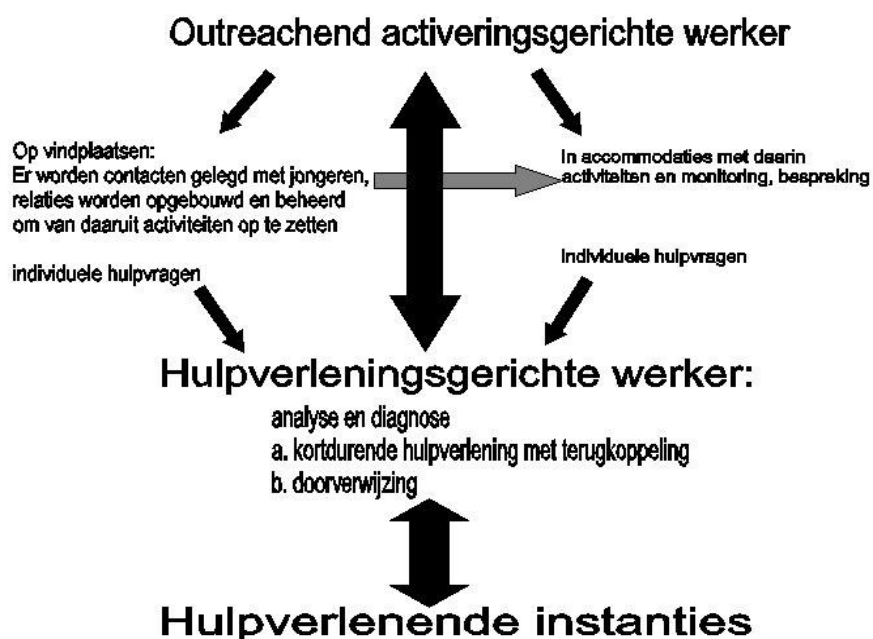 Outreachend activeringsgerichte werker
Op vindplaatsen:
Er worden contacten gelegd met jongeren,
relaties worden opgebouwd en beheerd
om van daaruit activiteiten op te zetten
individuele hulpvragen
In accommodaties met daarin
activiteiten en monitoring, bespreking
Individuele hulpvragen
Hulpverleningsgerichte werker:
analyse en diagnose
a. kortdurende hulpverlening met terugkoppeling
b. doorverwijzing
Hulpverlenende instanties